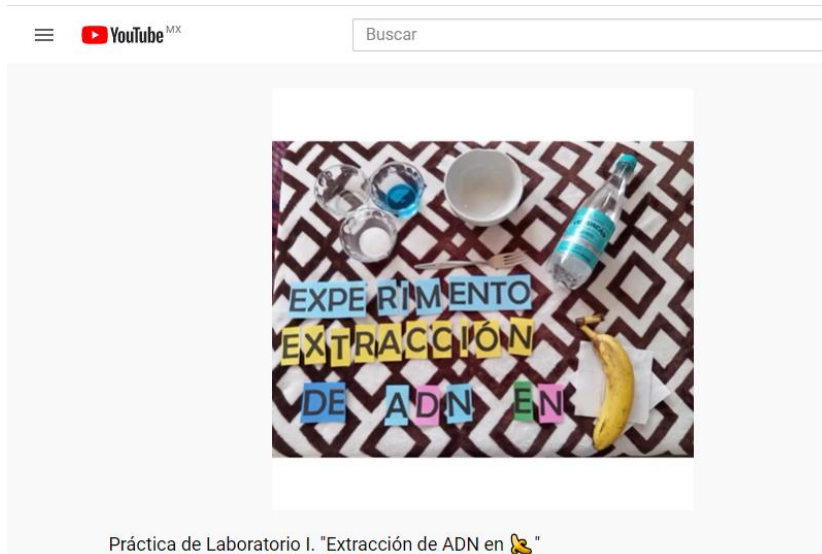 YouTube MX
Buscar
EXPERIMENTO
EXTRACCIÓN
DE ADN EN
Práctica de Laboratorio I. "Extracción de ADN en 🍌"